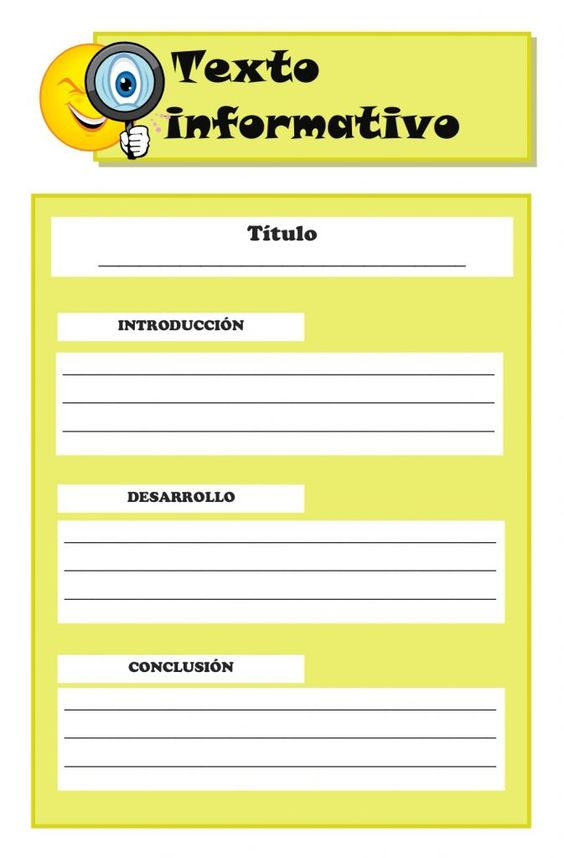 Texto
informativo
Título
INTRODUCCIÓN
DESARROLLO
CONCLUSIÓN